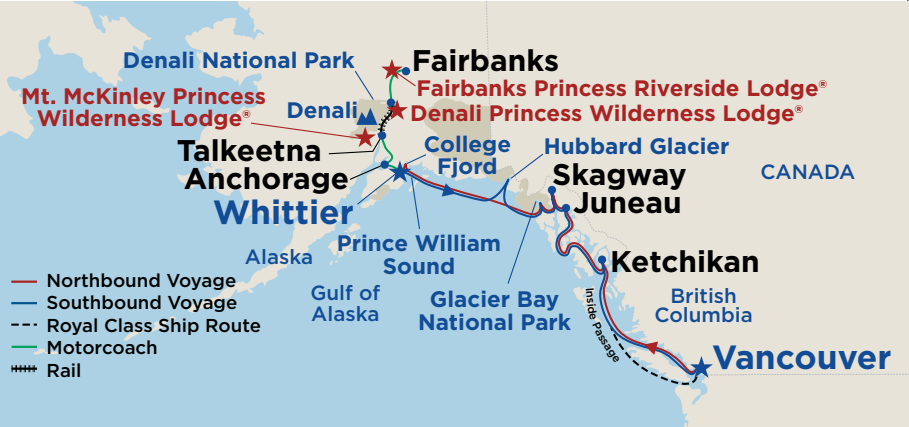 Denali National Park
Fairbanks
Fairbanks Princess Riverside Lodge®
Mt. McKinley Princess
Wilderness Lodge®
Denali
Denali Princess Wilderness Lodge®
Talkeetna
Anchorage
Whittier
College
Fjord
Hubbard Glacier
Skagway
Juneau
CANADA
Prince William
Sound
Alaska
Gulf of
Alaska
Glacier Bay
National Park
Ketchikan
British
Columbia
Inside Passage
Vancouver
Northbound Voyage
Southbound Voyage
Royal Class Ship Route
Motorcoach
Rail